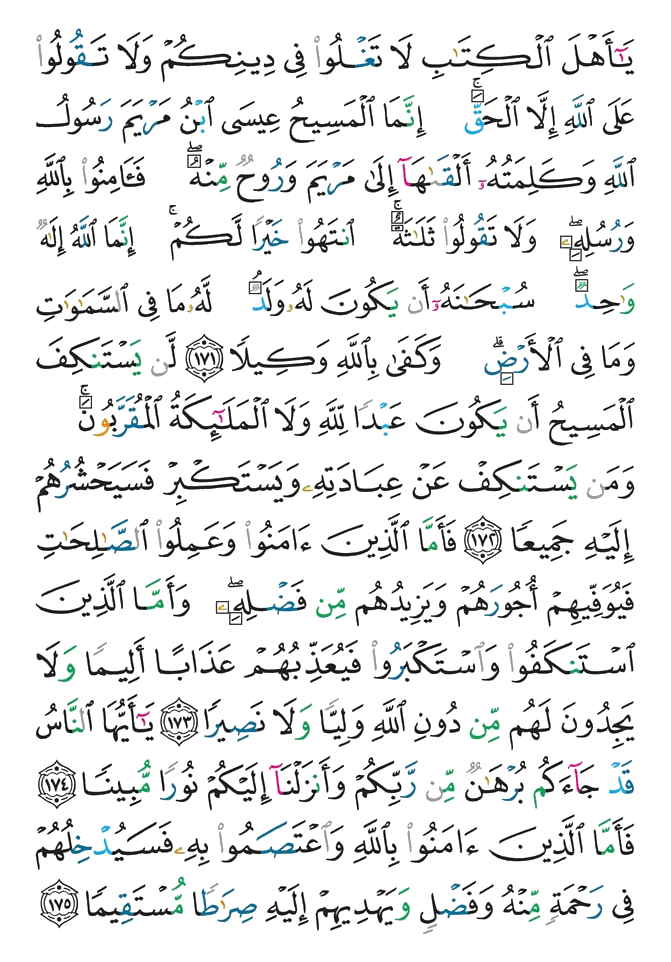 يَـٰٓأَهْلَ ٱلْكِتَـٰبِ لَا تَغْلُوا۟ فِى دِينِكُمْ وَلَا تَقُولُوا۟
عَلَى ٱللَّهِ إِلَّا ٱلْحَقَّ ۚ إِنَّمَا ٱلْمَسِيحُ عِيسَى ٱبْنُ مَرْيَمَ رَسُولُ
ٱللَّهِ وَكَلِمَتُهُۥٓ أَلْقَىٰهَآ إِلَىٰ مَرْيَمَ وَرُوحٌ مِّنْهُ ۖ فَـَٔامِنُوا۟ بِٱللَّهِ
وَرُسُلِهِۦ ۖ وَلَا تَقُولُوا۟ ثَلَـٰثَةٌ ۚ ٱنتَهُوا۟ خَيْرًا لَّكُمْ ۚ إِنَّمَا ٱللَّهُ إِلَـٰهٌ
وَٰحِدٌ ۖ سُبْحَـٰنَهُۥٓ أَن يَكُونَ لَهُۥ وَلَدٌ ۘ لَّهُۥ مَا فِى ٱلسَّمَـٰوَٰتِ
وَمَا فِى ٱلْأَرْضِ ۗ وَكَفَىٰ بِٱللَّهِ وَكِيلًا ١٧١ لَّن يَسْتَنكِفَ
ٱلْمَسِيحُ أَن يَكُونَ عَبْدًا لِّلَّهِ وَلَا ٱلْمَلَـٰٓئِكَةُ ٱلْمُقَرَّبُونَ ۚ
وَمَن يَسْتَنكِفْ عَنْ عِبَادَتِهِۦ وَيَسْتَكْبِرْ فَسَيَحْشُرُهُمْ
إِلَيْهِ جَمِيعًا ١٧٢ فَأَمَّا ٱلَّذِينَ ءَامَنُوا۟ وَعَمِلُوا۟ ٱلصَّـٰلِحَـٰتِ
فَيُوَفِّيهِمْ أُجُورَهُمْ وَيَزِيدُهُم مِّن فَضْلِهِۦ ۖ وَأَمَّا ٱلَّذِينَ
ٱسْتَنكَفُوا۟ وَٱسْتَكْبَرُوا۟ فَيُعَذِّبُهُمْ عَذَابًا أَلِيمًا وَلَا
يَجِدُونَ لَهُم مِّن دُونِ ٱللَّهِ وَلِيًّا وَلَا نَصِيرًا ١٧٣ يَـٰٓأَيُّهَا ٱلنَّاسُ
قَدْ جَآءَكُم بُرْهَـٰنٌ مِّن رَّبِّكُمْ وَأَنزَلْنَآ إِلَيْكُمْ نُورًا مُّبِينًا ١٧٤
فَأَمَّا ٱلَّذِينَ ءَامَنُوا۟ بِٱللَّهِ وَٱعْتَصَمُوا۟ بِهِۦ فَسَيُدْخِلُهُمْ
فِى رَحْمَةٍ مِّنْهُ وَفَضْلٍ وَيَهْدِيهِمْ إِلَيْهِ صِرَٰطًا مُّسْتَقِيمًا ١٧٥